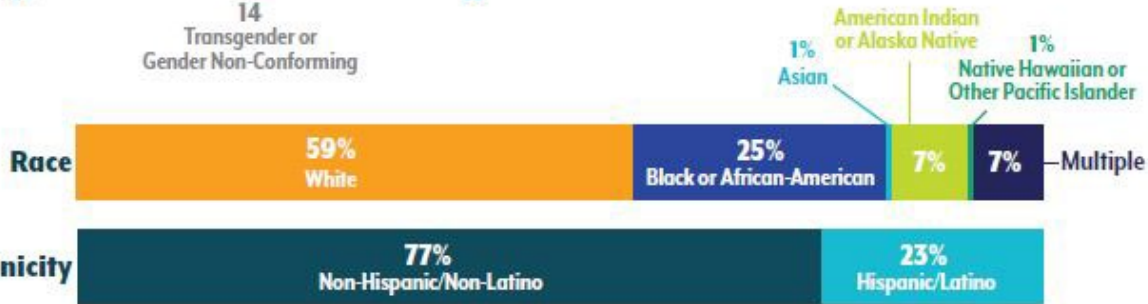 14
Transgender or
Gender Non-Conforming
American Indian
or Alaska Native
1%
Asian
1%
Native Hawaiian or
Other Pacific Islander
Race
59%
White
25%
Black or African-American
7%
7%
Multiple
nicity
77%
Non-Hispanic/Non-Latino
23%
Hispanic/Latino